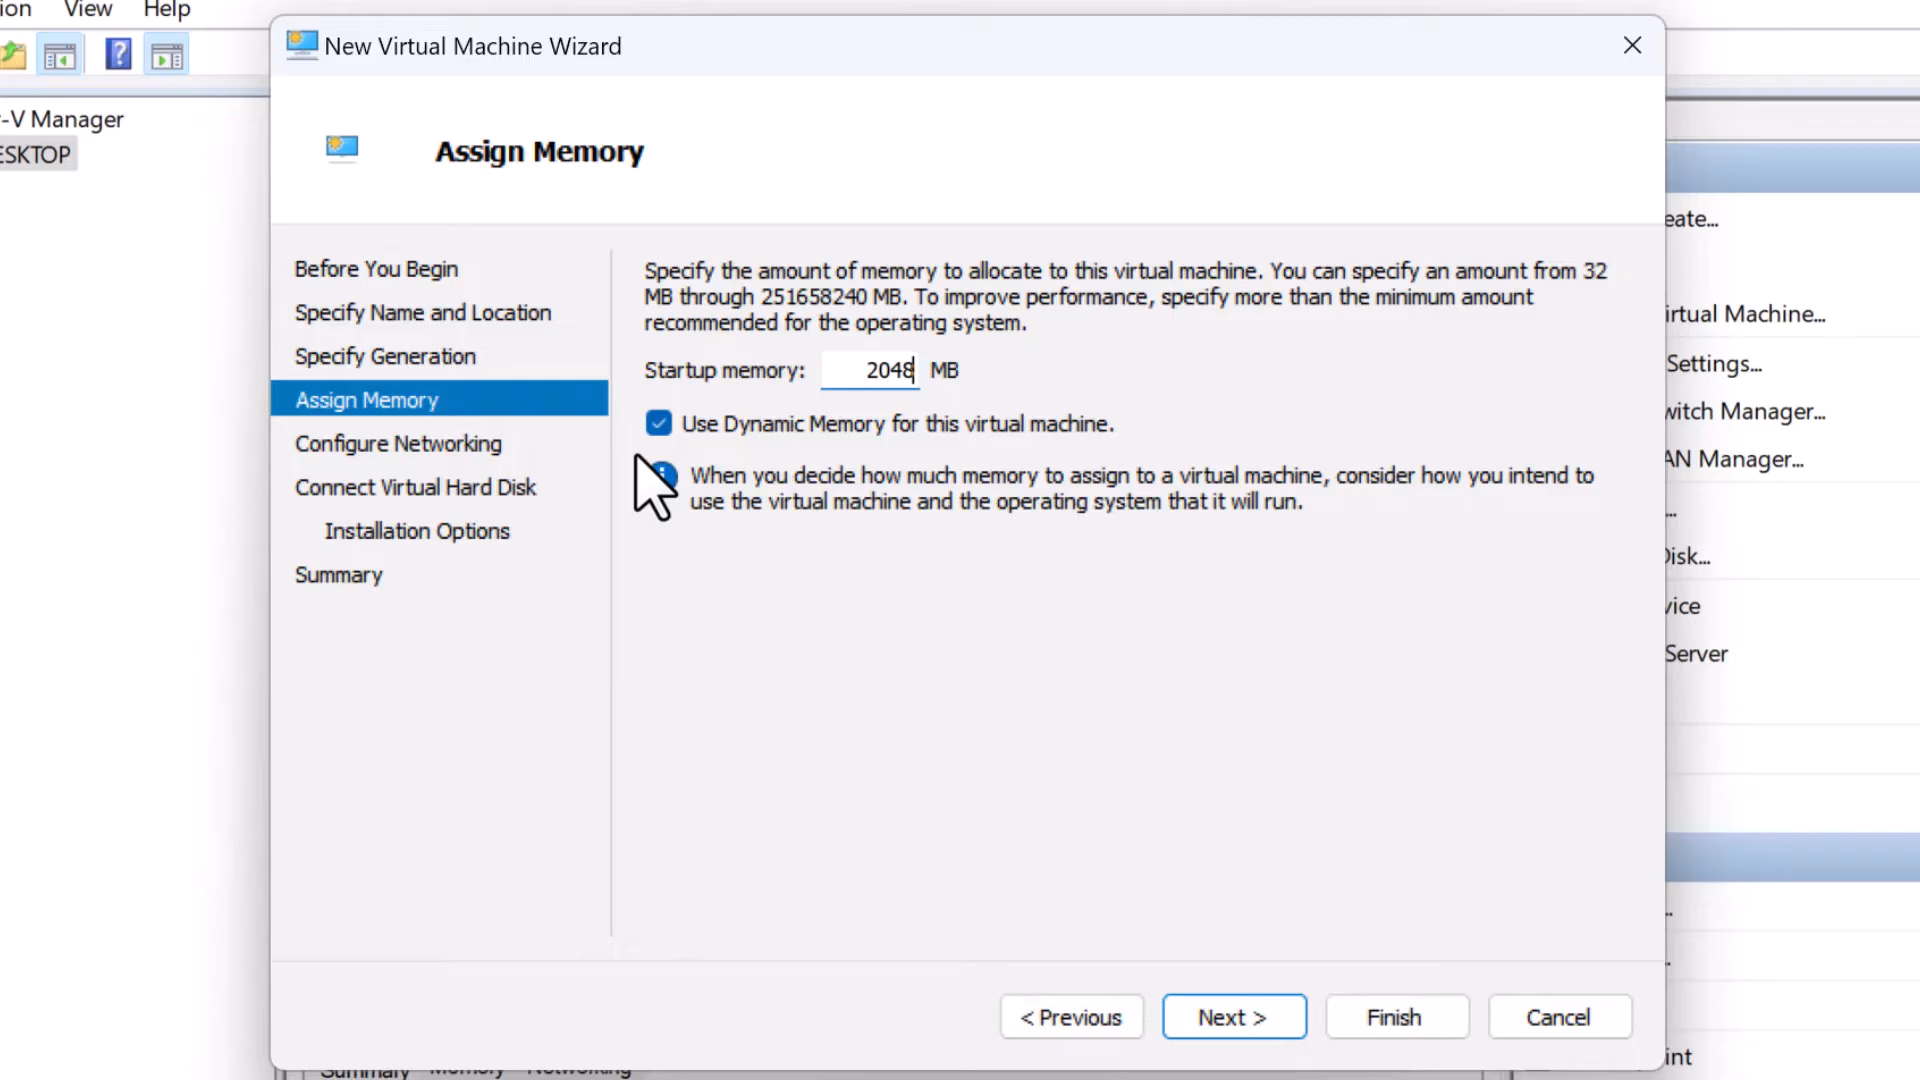 ion View Help
New Virtual Machine Wizard
-V Manager
ESKTOP
Assign Memory
Before You Begin
Specify Name and Location
Specify Generation
Assign Memory
Configure Networking
Connect Virtual Hard Disk
Installation Options
Summary
Specify the amount of memory to allocate to this virtual machine. You can specify an amount from 32
MB through 251658240 MB. To improve performance, specify more than the minimum amount
recommended for the operating system.
Startup memory: 2048 MB
Use Dynamic Memory for this virtual machine.
When you decide how much memory to assign to a virtual machine, consider how you intend to
use the virtual machine and the operating system that it will run.
< Previous Next > Finish Cancel
eate...
irtual Machine...
Settings...
witch Manager...
AN Manager...
...
Disk...
vice
Server
int
Summary Memory Networking